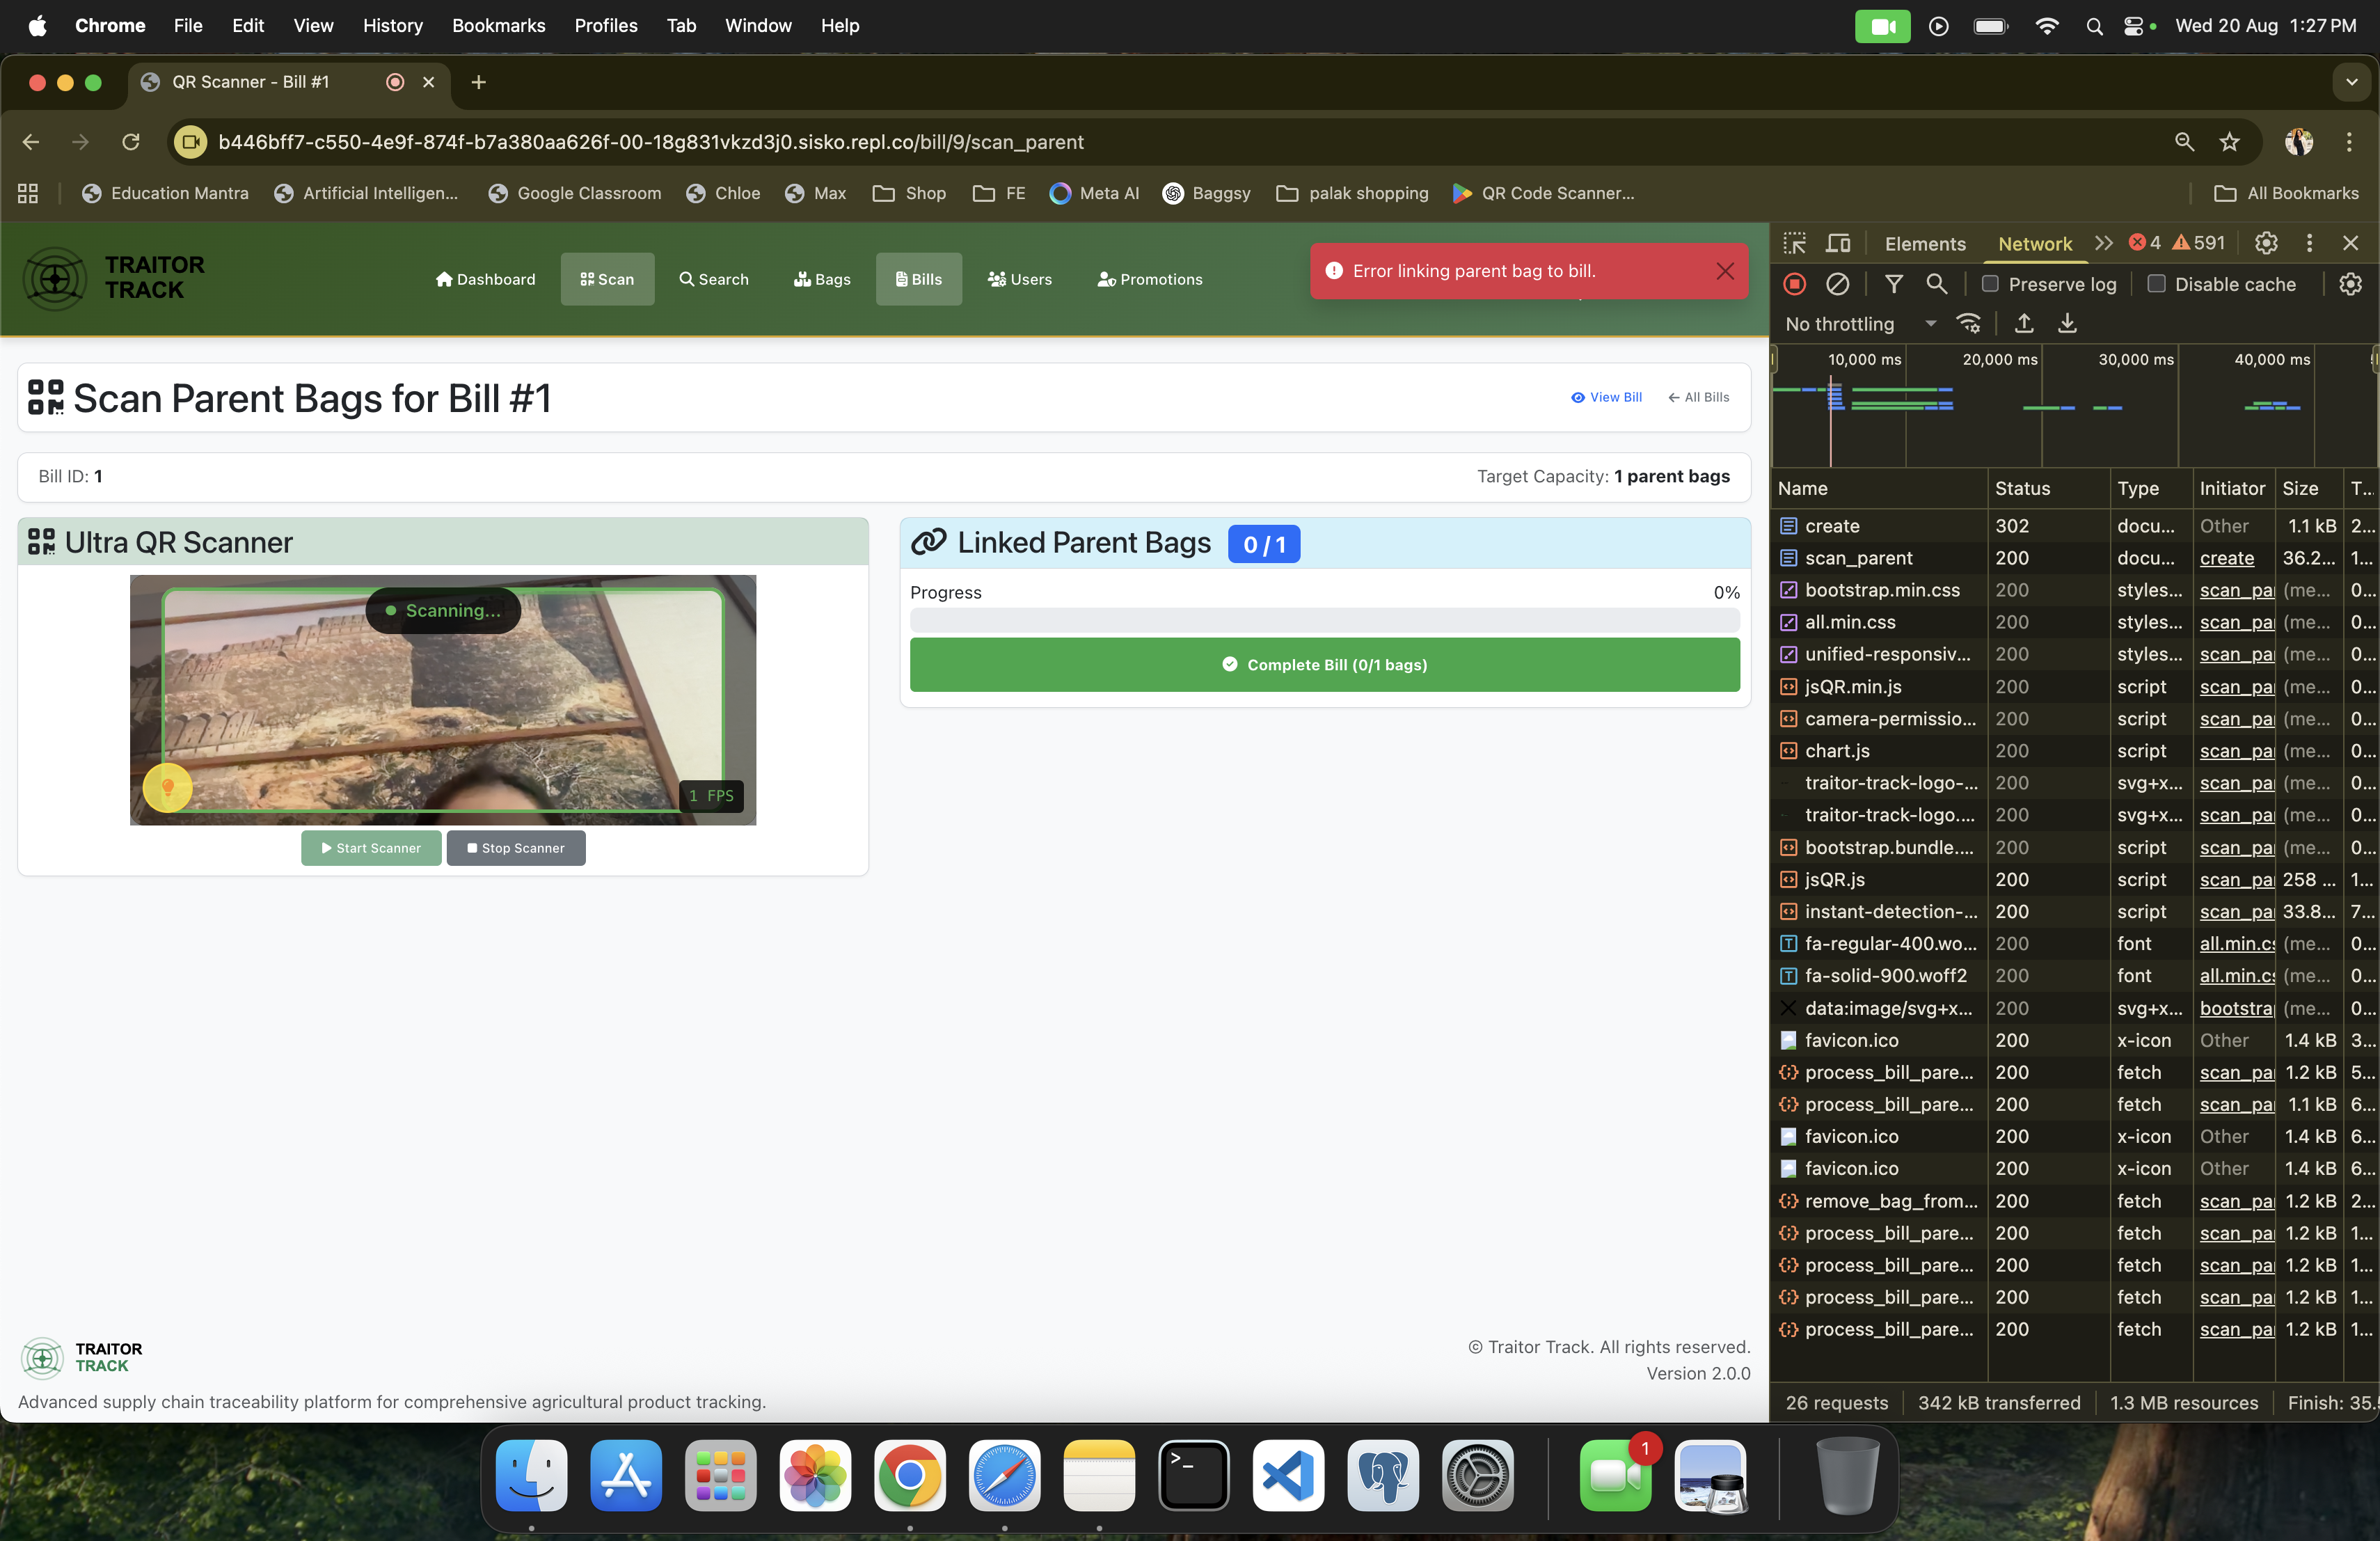 Chrome File Edit View History Bookmarks Profiles Tab Window Help
Wed 20 Aug 1:27 PM
QR Scanner - Bill #1
b446bff7-c550-4e9f-874f-b7a380aa626f-00-18g831vkzd3j0.sisko.repl.co/bill/9/scan_parent
Education Mantra Artificial Intelligen... Google Classroom Chloe Max Shop FE Meta AI Baggsy palak shopping QR Code Scanner... All Bookmarks
TRAITOR
TRACK
Dashboard Scan Search Bags Bills Users Promotions
Error linking parent bag to bill.
Scan Parent Bags for Bill #1
View Bill All Bills
Bill ID: 1
Target Capacity: 1 parent bags
Ultra QR Scanner
Scanning...
1 FPS
Start Scanner Stop Scanner
Linked Parent Bags 0 / 1
Progress 0%
Complete Bill (0/1 bags)
TRAITOR
TRACK
© Traitor Track. All rights reserved.
Version 2.0.0
Advanced supply chain traceability platform for comprehensive agricultural product tracking.
Elements Network 4 591
Preserve log Disable cache
No throttling
10,000 ms 20,000 ms 30,000 ms 40,000 ms
Name Status Type Initiator Size T...
create 302 docu... Other 1.1 kB 2...
scan_parent 200 docu... create 36.2... 1...
bootstrap.min.css 200 styles... scan_pa (me... 0...
all.min.css 200 styles... scan_pa (me... 0...
unified-responsiv... 200 styles... scan_pa (me... 0...
jsQR.min.js 200 script scan_pa (me... 0...
camera-permissio... 200 script scan_pa (me... 0...
chart.js 200 script scan_pa (me... 0...
traitor-track-logo-... 200 svg+x... scan_pa (me... 0...
traitor-track-logo.... 200 svg+x... scan_pa (me... 0...
bootstrap.bundle.... 200 script scan_pa (me... 0...
jsQR.js 200 script scan_pa 258 ... 1...
instant-detection-... 200 script scan_pa 33.8... 7...
fa-regular-400.wo... 200 font all.min.cs (me... 0...
fa-solid-900.woff2 200 font all.min.cs (me... 0...
data:image/svg+x... 200 svg+x... bootstra (me... 0...
favicon.ico 200 x-icon Other 1.4 kB 3...
process_bill_pare... 200 fetch scan_pa 1.2 kB 5...
process_bill_pare... 200 fetch scan_pa 1.1 kB 6...
favicon.ico 200 x-icon Other 1.4 kB 6...
favicon.ico 200 x-icon Other 1.4 kB 6...
remove_bag_from... 200 fetch scan_pa 1.2 kB 2...
process_bill_pare... 200 fetch scan_pa 1.2 kB 1...
process_bill_pare... 200 fetch scan_pa 1.2 kB 1...
process_bill_pare... 200 fetch scan_pa 1.2 kB 1...
process_bill_pare... 200 fetch scan_pa 1.2 kB 1...
26 requests 342 kB transferred 1.3 MB resources Finish: 35.
1